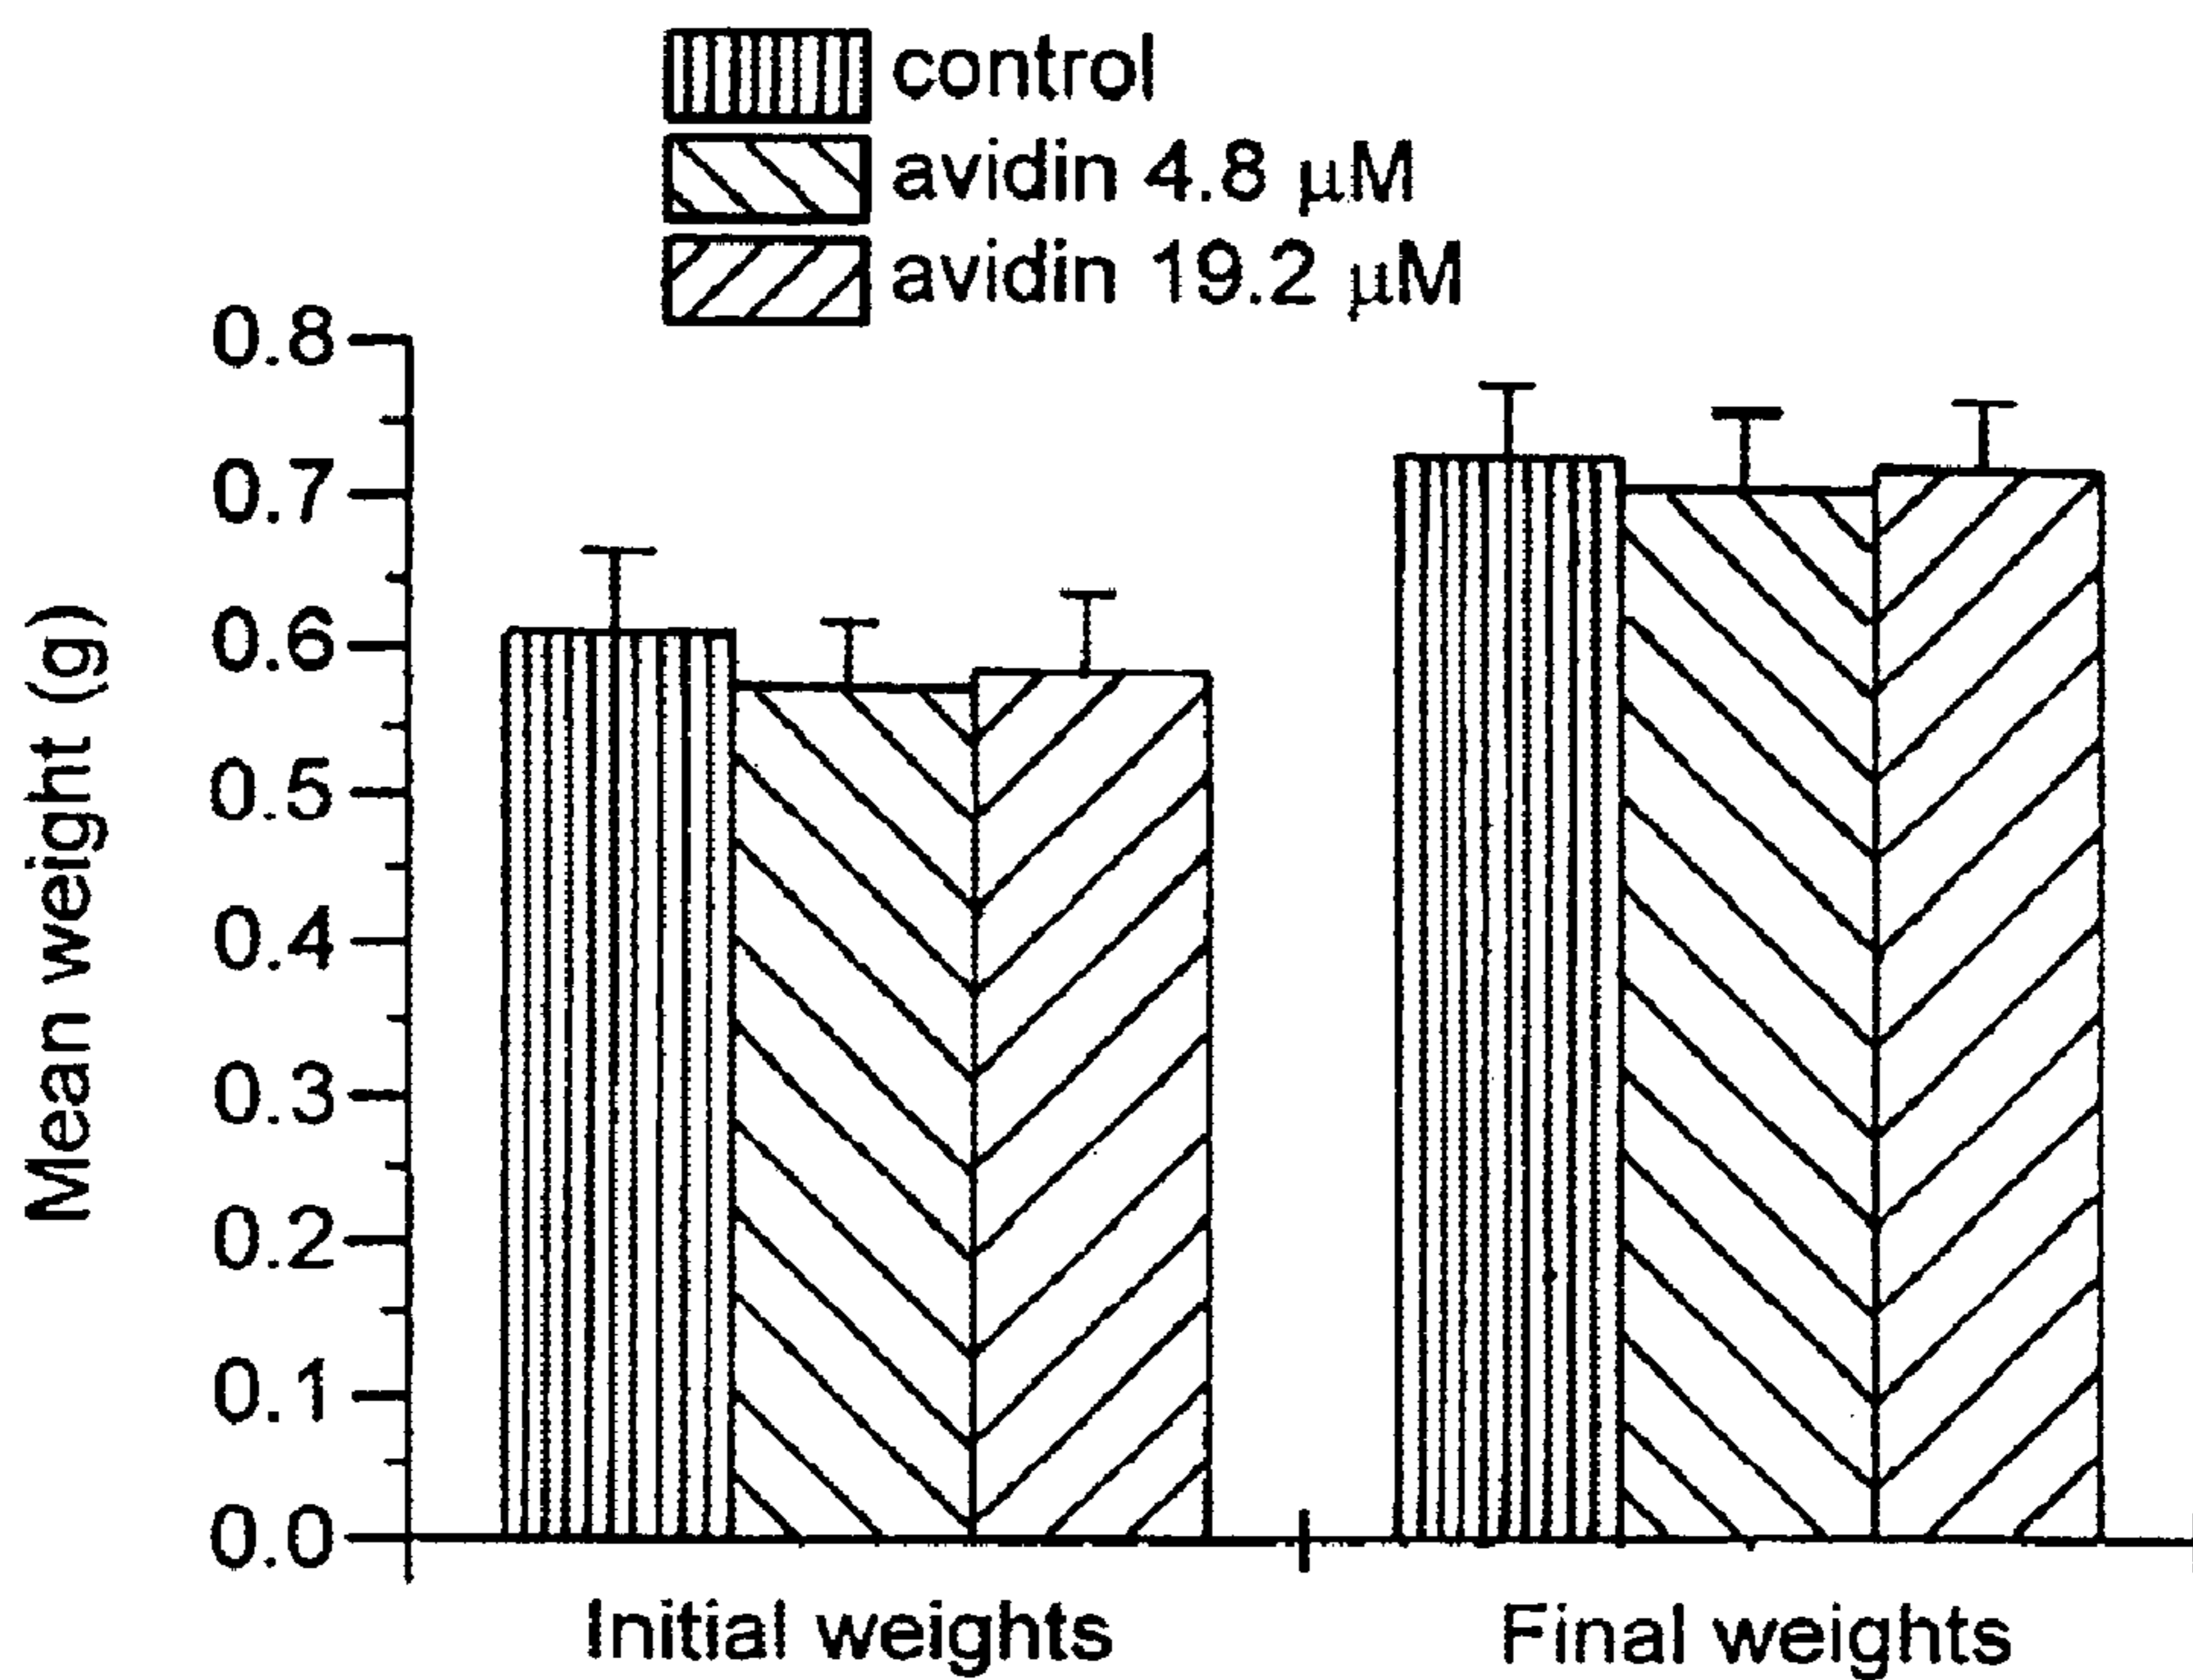 control
avidin 4.8 µM
avidin 19.2 µM
0.8
0.7
0.6
0.5
0.4
0.3
0.2
0.1
0.0
Mean weight (g)
Initial weights
Final weights